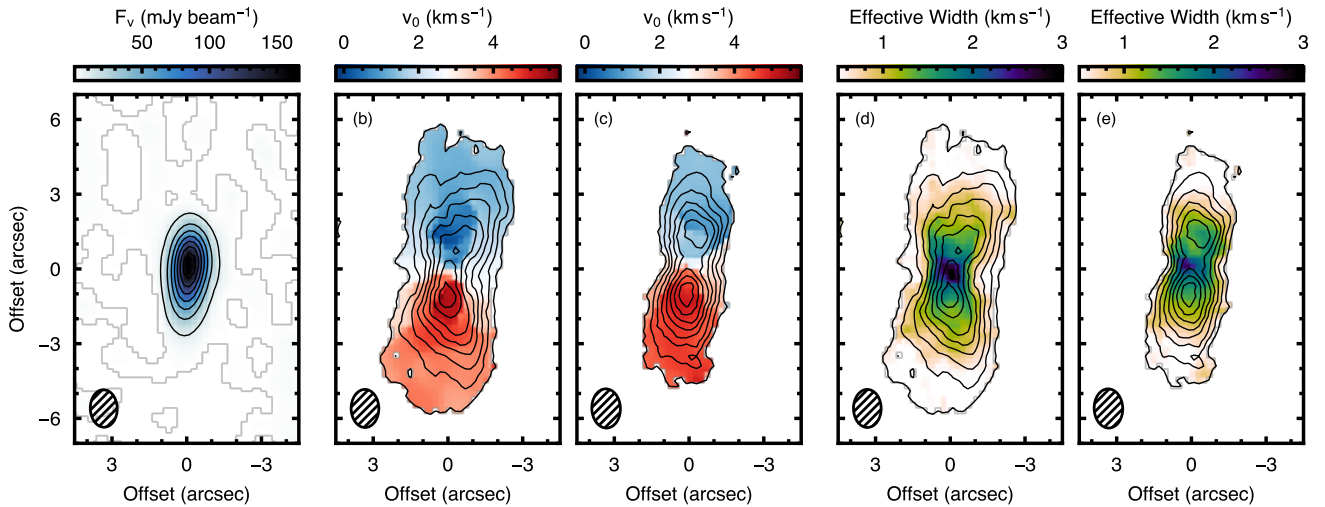 F_ν (mJy beam⁻¹)
50 100 150
v₀ (km s⁻¹)
0 2 4
v₀ (km s⁻¹)
0 2 4
Effective Width (km s⁻¹)
1 2 3
Effective Width (km s⁻¹)
1 2 3
(b)
(c)
(d)
(e)
Offset (arcsec)
6
3
0
−3
−6
3 0 −3
3 0 −3
3 0 −3
3 0 −3
3 0 −3
Offset (arcsec)
Offset (arcsec)
Offset (arcsec)
Offset (arcsec)
Offset (arcsec)